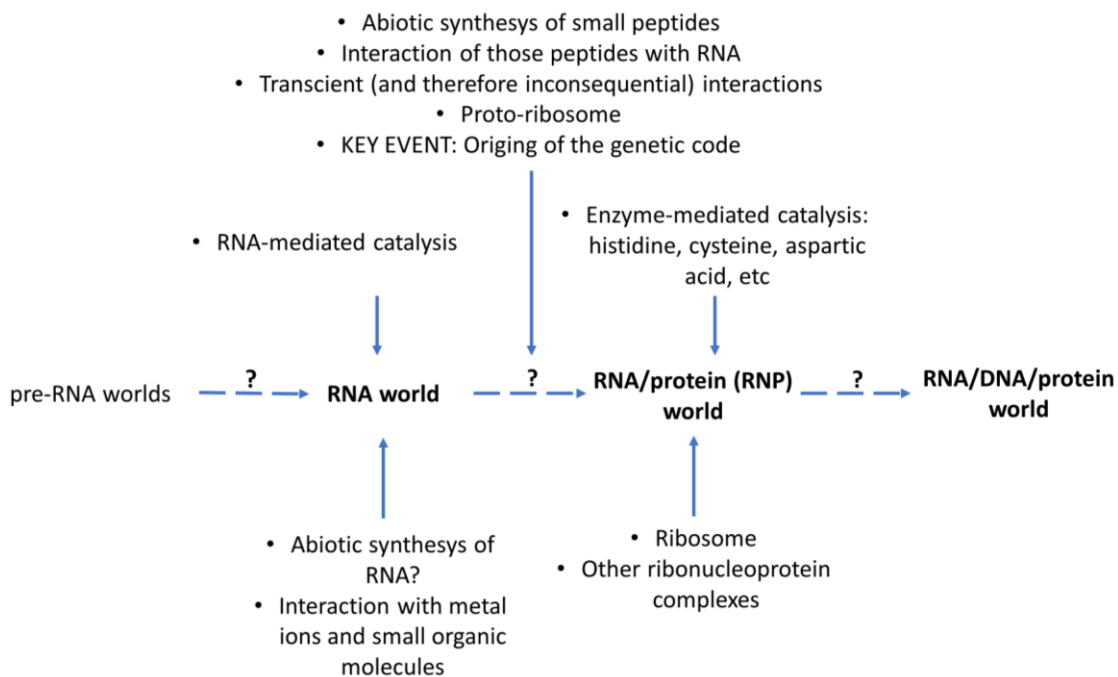 • Abiotic synthesys of small peptides
• Interaction of those peptides with RNA
• Transcient (and therefore inconsequential) interactions
• Proto-ribosome
• KEY EVENT: Origing of the genetic code
• RNA-mediated catalysis
• Enzyme-mediated catalysis:
histidine, cysteine, aspartic
acid, etc
pre-RNA worlds
?
RNA world
?
RNA/protein (RNP)
world
?
RNA/DNA/protein
world
• Abiotic synthesys of
RNA?
• Interaction with metal
ions and small organic
molecules
• Ribosome
• Other ribonucleoprotein
complexes